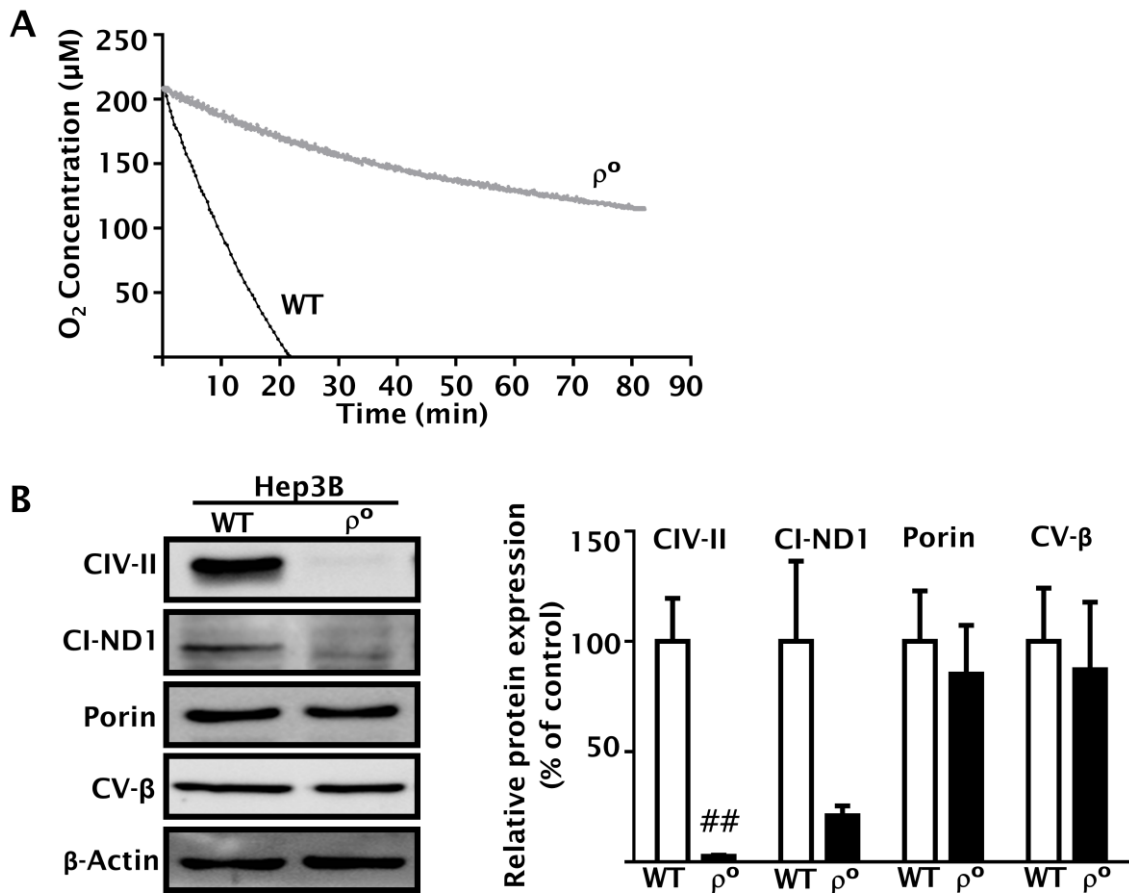 A
O₂ Concentration (µM)
250
200
150
100
50
ρº
WT
10 20 30 40 50 60 70 80 90
Time (min)
B
Hep3B
WT ρº
CIV-II
CI-ND1
Porin
CV-β
β-Actin
Relative protein expression
(% of control)
150
100
50
CIV-II CI-ND1 Porin CV-β
##
WT ρº WT ρº WT ρº WT ρº